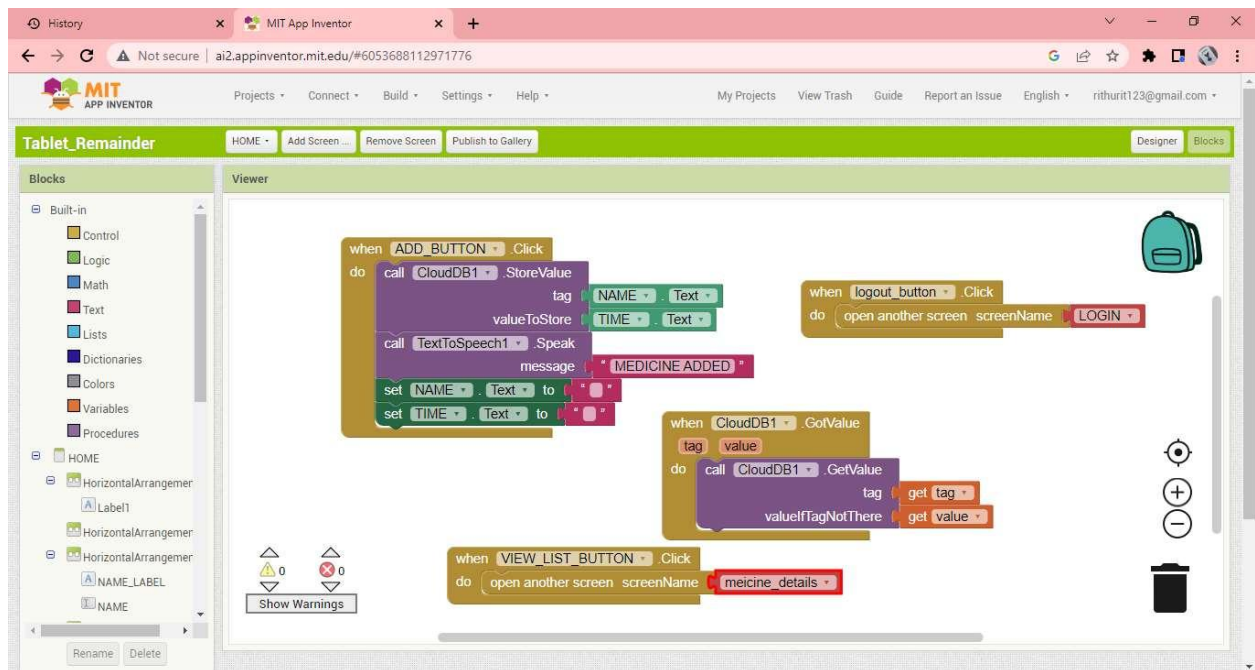 History
MIT App Inventor
Not secure | ai2.appinventor.mit.edu/#6053688112971776
MIT
APP INVENTOR
Projects Connect Build Settings Help My Projects View Trash Guide Report an Issue English rithurit123@gmail.com
Tablet_Remainder HOME Add Screen ... Remove Screen Publish to Gallery Designer Blocks
Blocks
Built-in
Control
Logic
Math
Text
Lists
Dictionaries
Colors
Variables
Procedures
HOME
HorizontalArrangemer
Label1
HorizontalArrangemer
HorizontalArrangemer
NAME_LABEL
NAME
Rename Delete
Viewer
when ADD_BUTTON .Click
do call CloudDB1 .StoreValue
tag NAME . Text
valueToStore TIME . Text
call TextToSpeech1 .Speak
message " MEDICINE ADDED "
set NAME . Text to " "
set TIME . Text to " "
when logout_button .Click
do open another screen screenName LOGIN
when CloudDB1 .GotValue
tag value
do call CloudDB1 .GetValue
tag get tag
valueIfTagNotThere get value
when VIEW_LIST_BUTTON .Click
do open another screen screenName meicine_details
0 0
Show Warnings